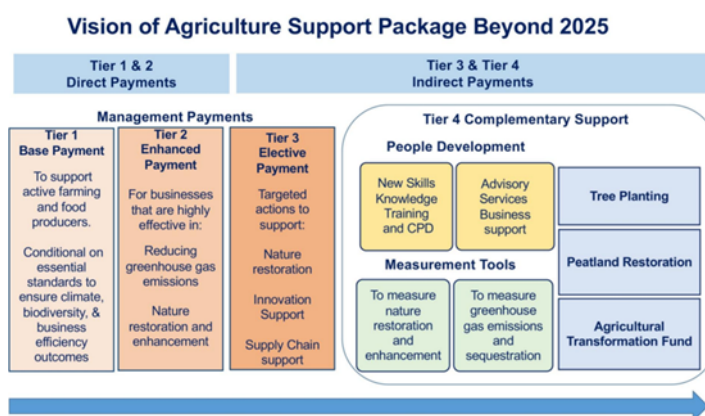 Vision of Agriculture Support Package Beyond 2025
Tier 1 & 2
Direct Payments
Tier 3 & Tier 4
Indirect Payments
Management Payments
Tier 1
Base Payment
To support
active farming
and food
producers.
Conditional on
essential
standards to
ensure climate,
biodiversity, &
business
efficiency
outcomes
Tier 2
Enhanced
Payment
For businesses
that are highly
effective in:
Reducing
greenhouse gas
emissions
Nature
restoration and
enhancement
Tier 3
Elective
Payment
Targeted
actions to
support:
Nature
restoration
Innovation
Support
Supply Chain
support
Tier 4 Complementary Support
People Development
New Skills
Knowledge
Training
and CPD
Advisory
Services
Business
support
Measurement Tools
To measure
nature
restoration
and
enhancement
To measure
greenhouse
gas emissions
and
sequestration
Tree Planting
Peatland Restoration
Agricultural
Transformation Fund